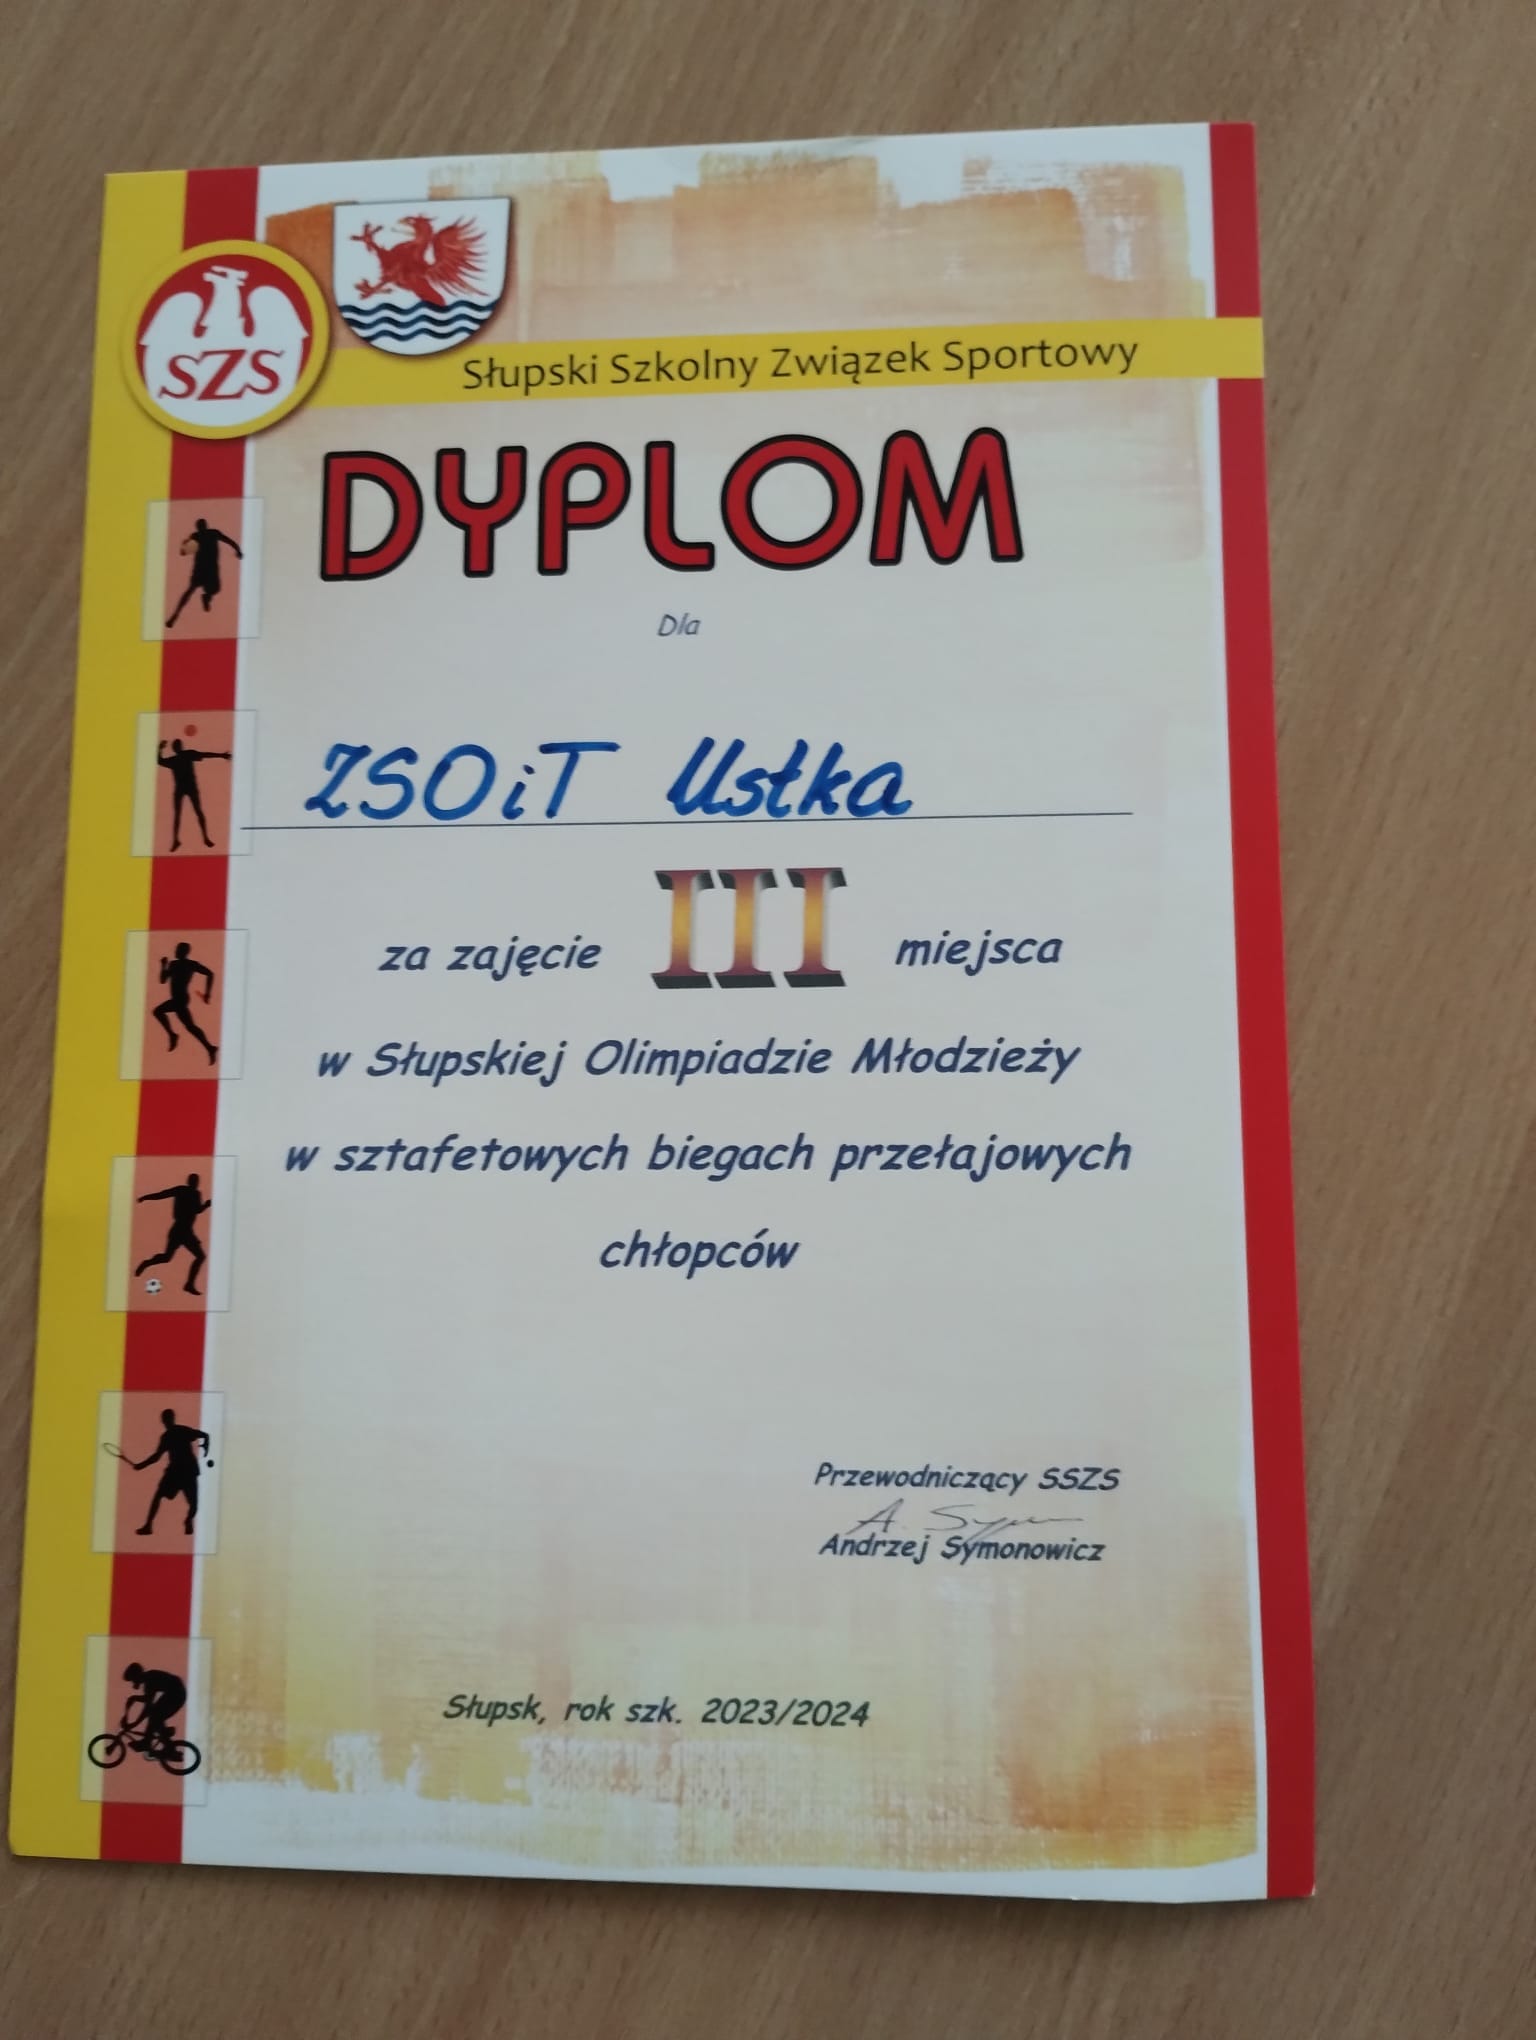 SZS
Słupski Szkolny Związek Sportowy
DYPLOM
Dla
ZSOiT Ustka
za zajęcie III miejsca
w Słupskiej Olimpiadzie Młodzieży
w sztafetowych biegach przełajowych
chłopców
Przewodniczący SSZS
Andrzej Symonowicz
Słupsk, rok szk. 2023/2024